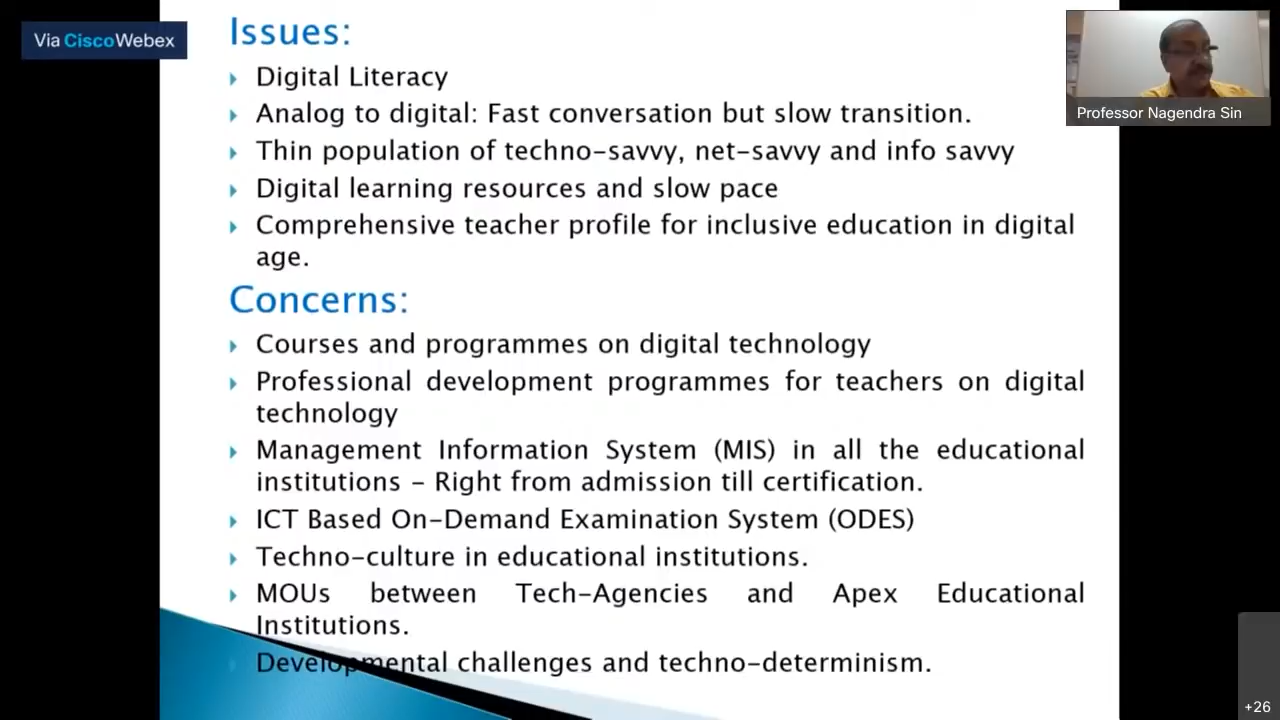 Via CiscoWebex
Issues:
Digital Literacy
Analog to digital: Fast conversation but slow transition.
Thin population of techno-savvy, net-savvy and info savvy
Digital learning resources and slow pace
Comprehensive teacher profile for inclusive education in digital
age.
Concerns:
Courses and programmes on digital technology
Professional development programmes for teachers on digital
technology
Management Information System (MIS) in all the educational
institutions – Right from admission till certification.
ICT Based On-Demand Examination System (ODES)
Techno-culture in educational institutions.
MOUs between Tech-Agencies and Apex Educational
Institutions.
Developmental challenges and techno-determinism.
Professor Nagendra Sin
+26